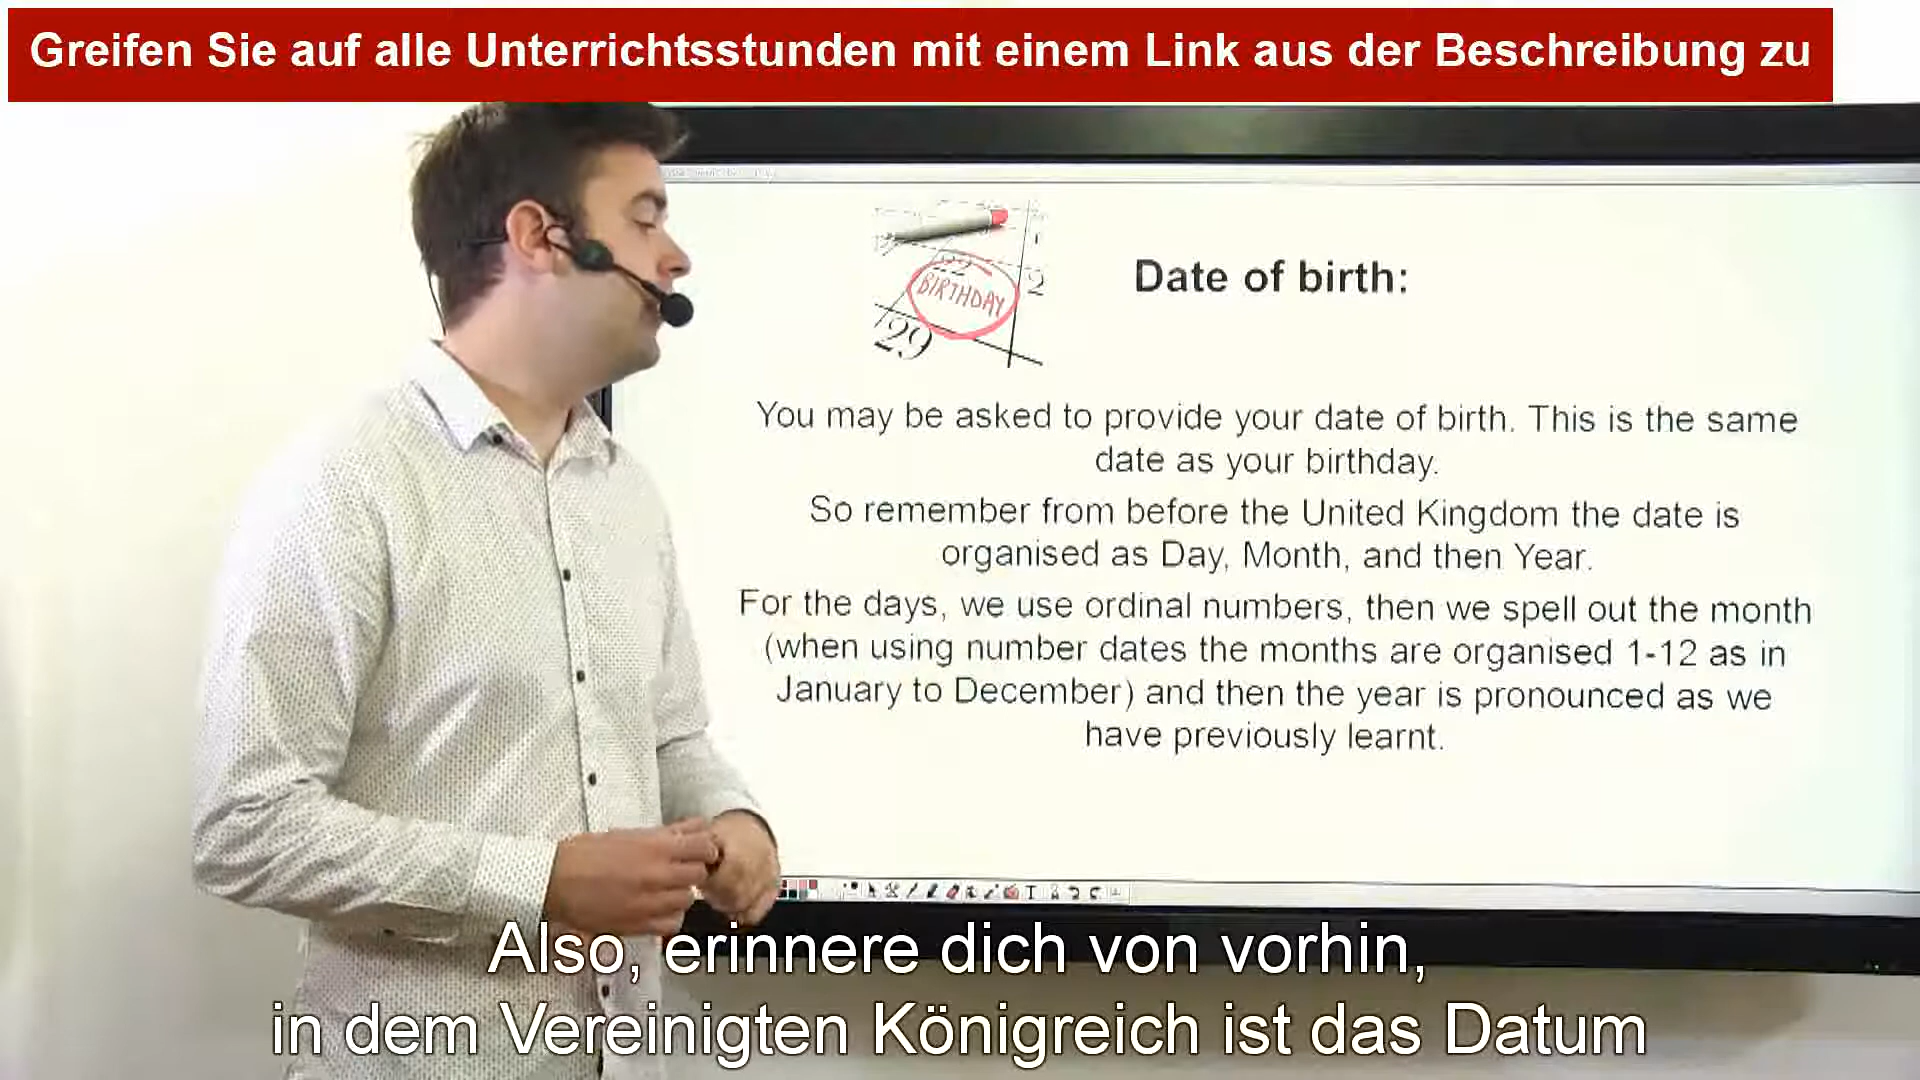 Greifen Sie auf alle Unterrichtsstunden mit einem Link aus der Beschreibung zu
22
BIRTHDAY
2
29
Date of birth:
You may be asked to provide your date of birth. This is the same
date as your birthday.
So remember from before the United Kingdom the date is
organised as Day, Month, and then Year.
For the days, we use ordinal numbers, then we spell out the month
(when using number dates the months are organised 1-12 as in
January to December) and then the year is pronounced as we
have previously learnt.
Also, erinnere dich von vorhin,
in dem Vereinigten Königreich ist das Datum